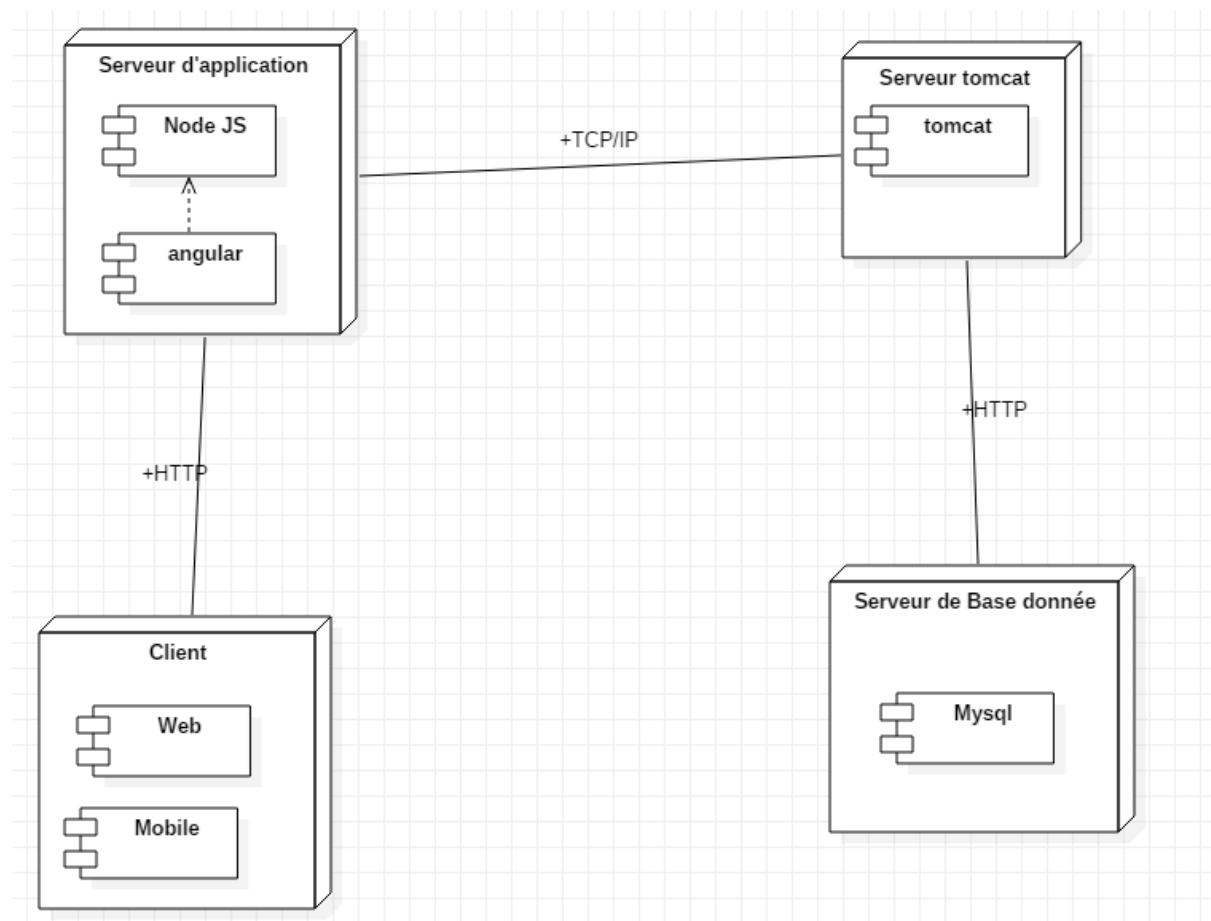 Serveur d'application
Node JS
angular
+TCP/IP
Serveur tomcat
tomcat
+HTTP
+HTTP
Client
Web
Mobile
Serveur de Base donnée
Mysql